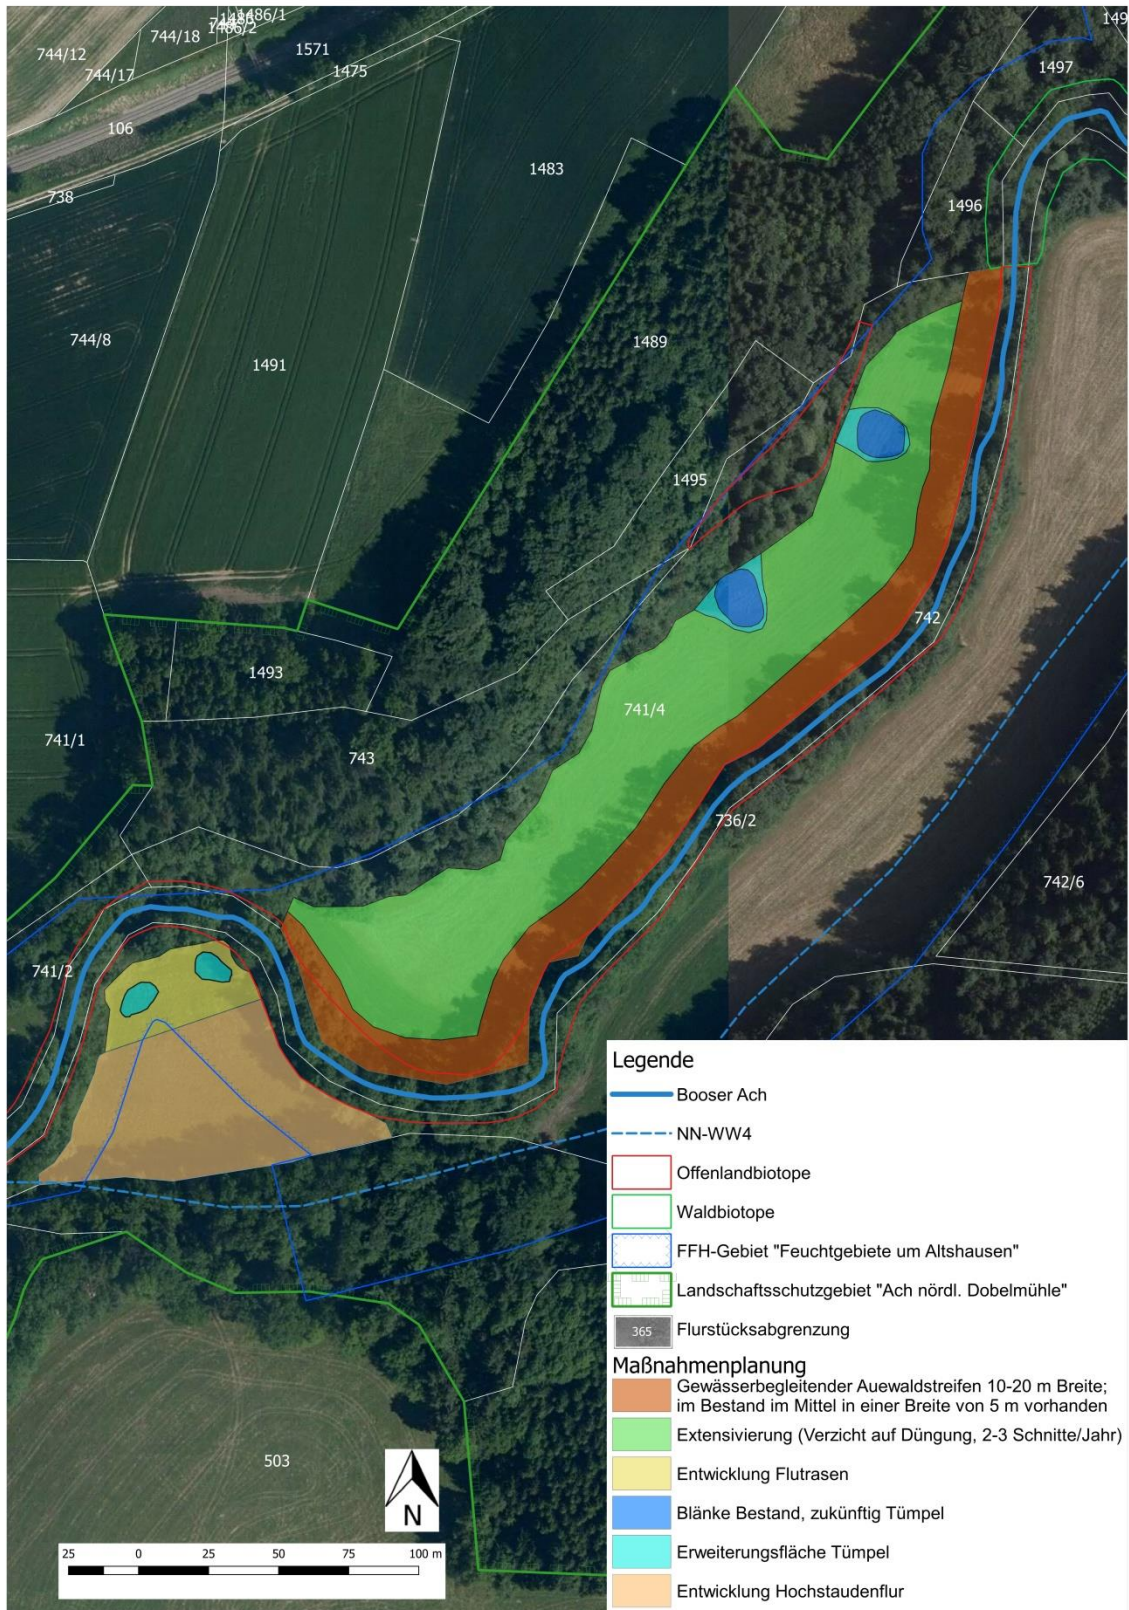 1486/1
1486/2
744/18
744/12
1571
744/17
1475
106
738
1483
149
1497
1496
744/8
1491
1489
1495
742
1493
741/4
741/1
743
736/2
742/6
741/2
503
N
25 0 25 50 75 100 m
Legende
Booser Ach
NN-WW4
Offenlandbiotope
Waldbiotope
FFH-Gebiet "Feuchtgebiete um Altshausen"
Landschaftsschutzgebiet "Ach nördl. Dobelmühle"
365 Flurstücksabgrenzung
Maßnahmenplanung
Gewässerbegleitender Auewaldstreifen 10-20 m Breite;
im Bestand im Mittel in einer Breite von 5 m vorhanden
Extensivierung (Verzicht auf Düngung, 2-3 Schnitte/Jahr)
Entwicklung Flutrasen
Blänke Bestand, zukünftig Tümpel
Erweiterungsfläche Tümpel
Entwicklung Hochstaudenflur